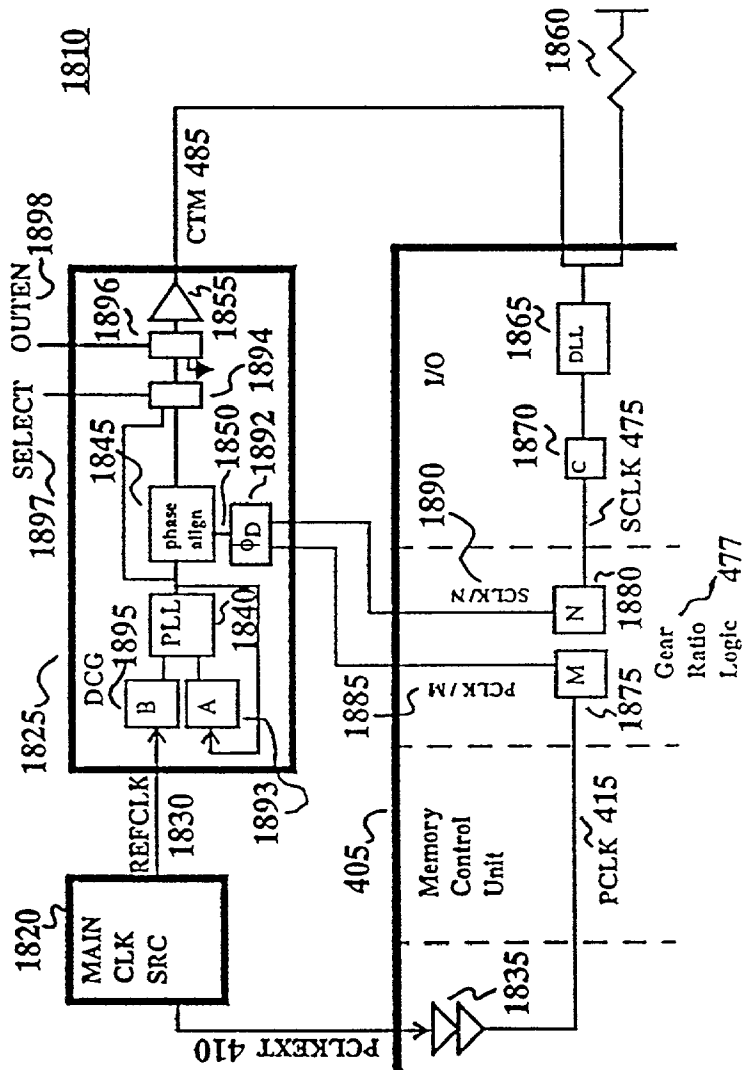 1810
1820
MAIN
CLK
SRC
REFCLK
1830
1825
DCG
1895
B
A
1893
PLL
1840
1845
phase
align
1850
ΦD
1892
1894
1897
SELECT
OUTEN
1898
1896
1855
CTM 485
1860
PCLKEXT 410
1835
405
Memory
Control
Unit
PCLK 415
1885
PCLK/M
M
1875
SCLK/N
1890
N
1880
Gear
Ratio
Logic
477
I/O
SCLK 475
C
1870
DLL
1865